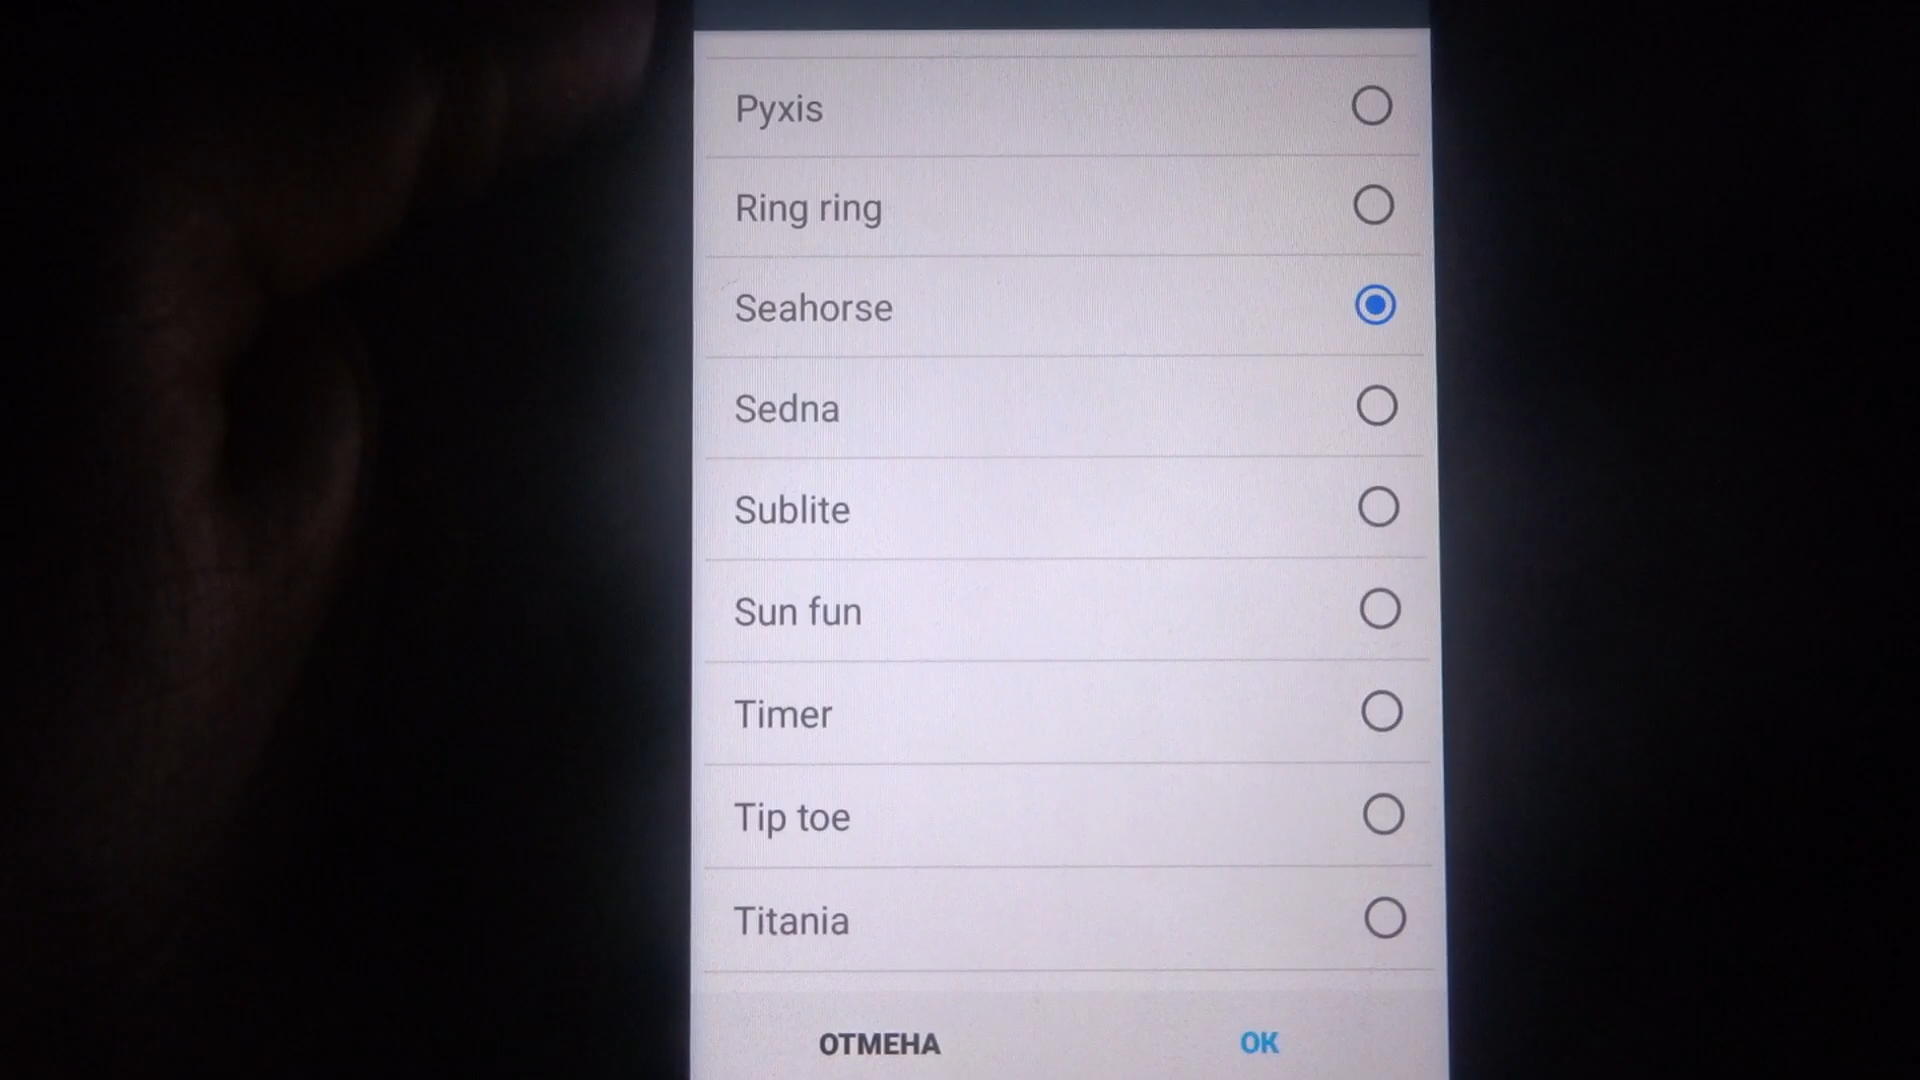 Pyxis
Ring ring
Seahorse
Sedna
Sublite
Sun fun
Timer
Tip toe
Titania
ОТМЕНА
OK